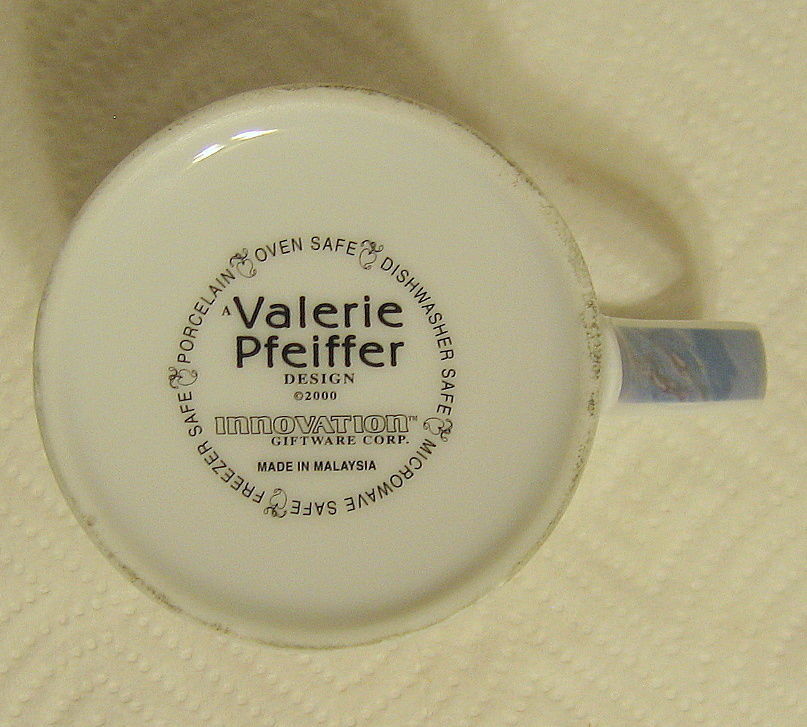 PORCELAIN OVEN SAFE DISHWASHER SAFE MICROWAVE SAFE FREEZER SAFE
A Valerie
Pfeiffer
DESIGN
©2000
INNOVATION™
GIFTWARE CORP.
MADE IN MALAYSIA